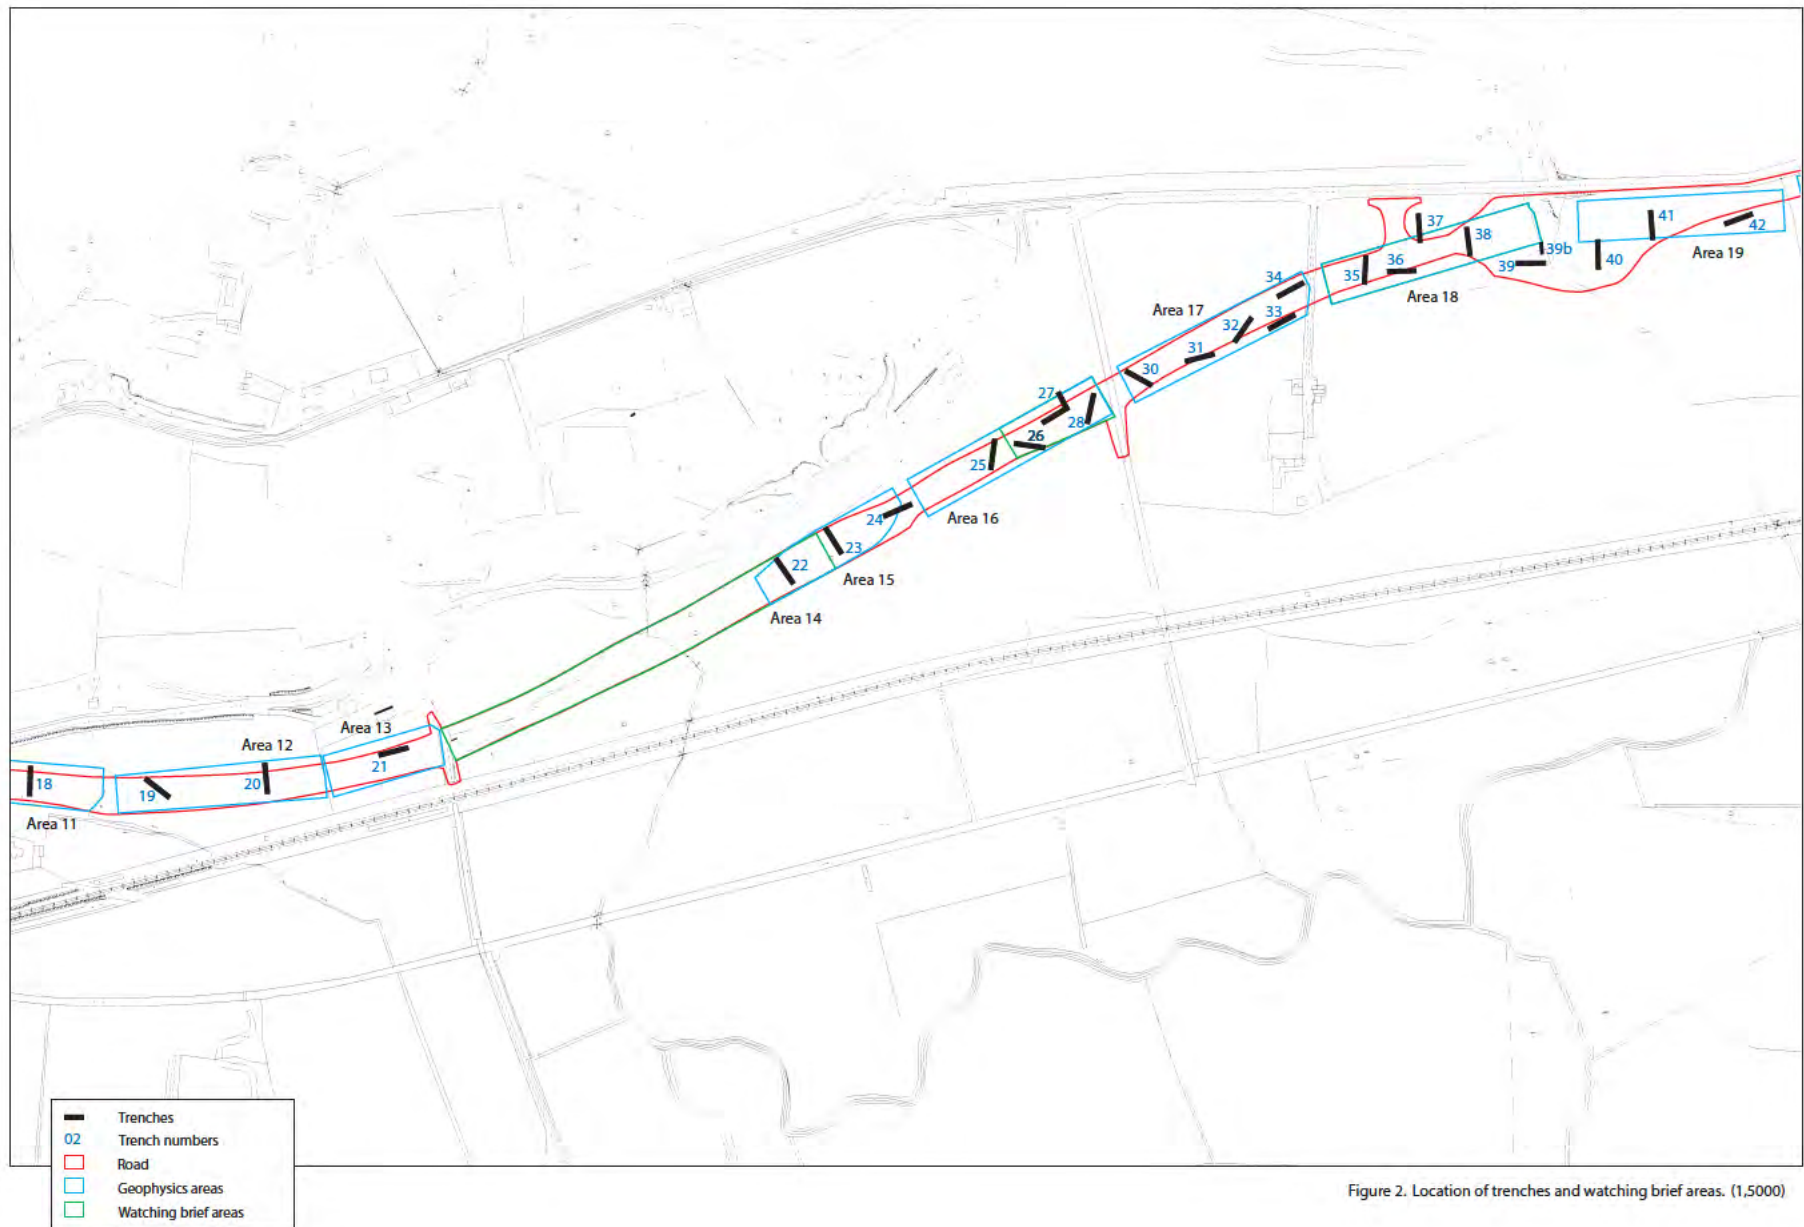 37
41
42
38
39b
36
40
Area 19
39
34
35
Area 18
Area 17
33
32
31
30
27
28
26
25
24
Area 16
23
22
Area 15
Area 14
Area 13
Area 12
21
18
20
19
Area 11
Trenches
02 Trench numbers
Road
Geophysics areas
Watching brief areas
Figure 2. Location of trenches and watching brief areas. (1,5000)